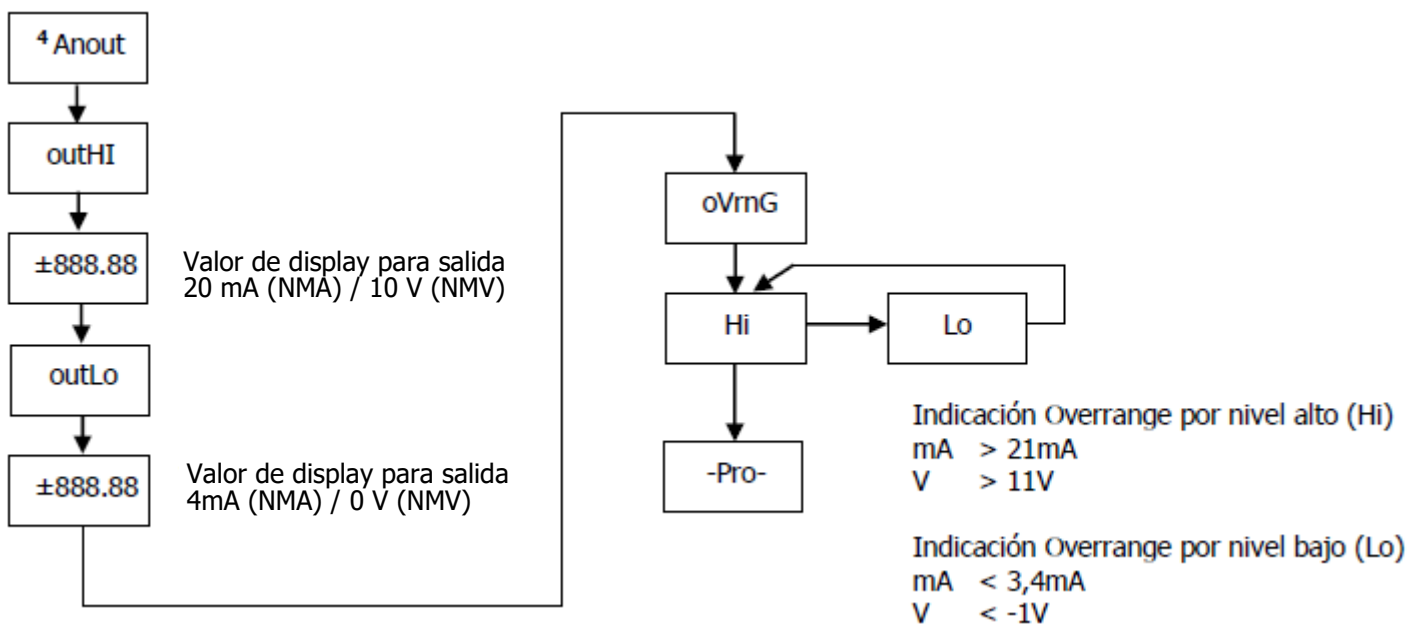 4 Anout
outHI
±888.88
Valor de display para salida
20 mA (NMA) / 10 V (NMV)
outLo
±888.88
Valor de display para salida
4mA (NMA) / 0 V (NMV)
oVrnG
Hi
Lo
-Pro-
Indicación Overrange por nivel alto (Hi)
mA > 21mA
V > 11V
Indicación Overrange por nivel bajo (Lo)
mA < 3,4mA
V < -1V